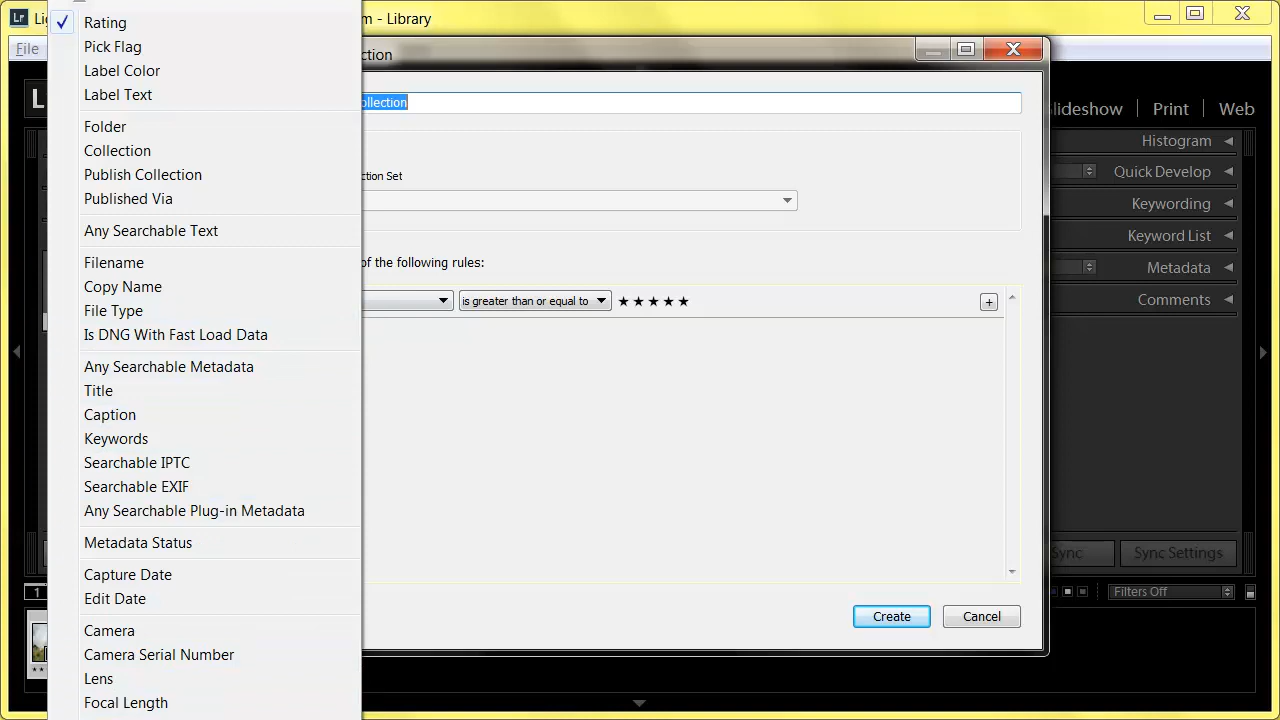 Lr Li
m - Library
File
ction
ollection
ction Set
of the following rules:
is greater than or equal to ★★★★★
+
Create
Cancel
Rating
Pick Flag
Label Color
Label Text
Folder
Collection
Publish Collection
Published Via
Any Searchable Text
Filename
Copy Name
File Type
Is DNG With Fast Load Data
Any Searchable Metadata
Title
Caption
Keywords
Searchable IPTC
Searchable EXIF
Any Searchable Plug-in Metadata
Metadata Status
Capture Date
Edit Date
Camera
Camera Serial Number
Lens
Focal Length
L
lideshow | Print | Web
Histogram
Quick Develop
Keywording
Keyword List
Metadata
Comments
Sync
Sync Settings
1
Filters Off